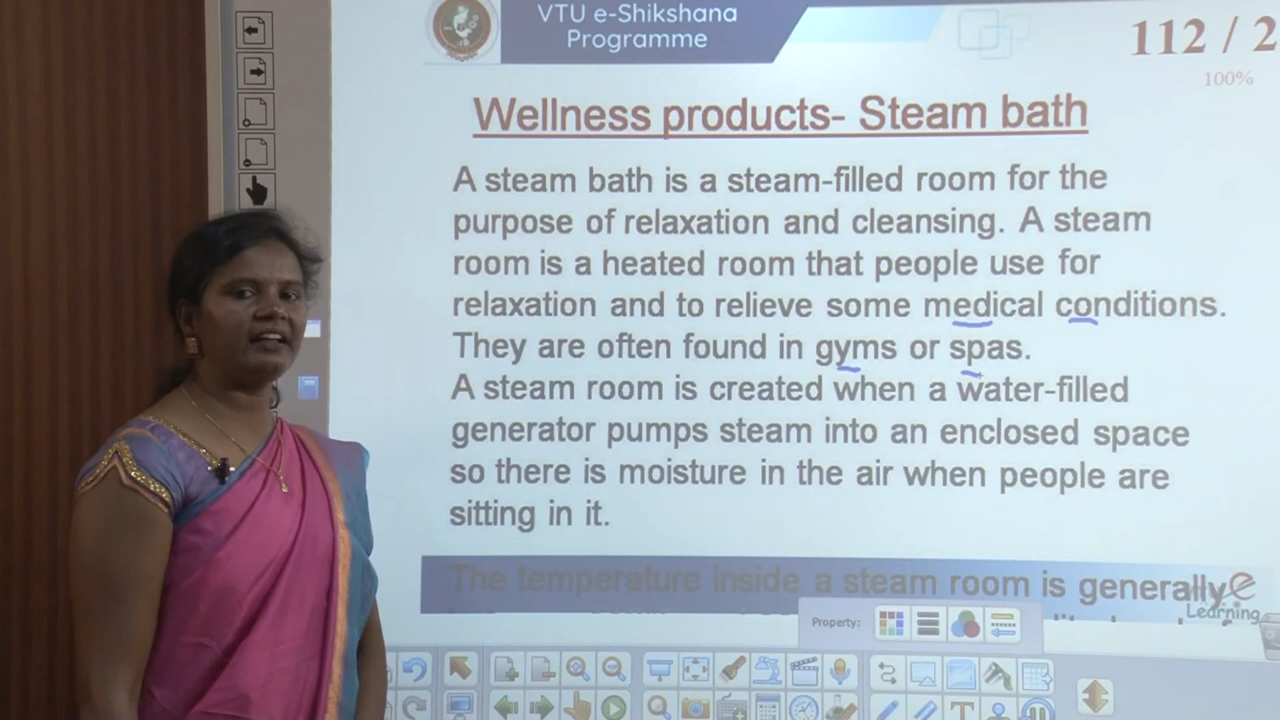 VTU e-Shikshana
Programme
112 / 2
100%
Wellness products- Steam bath
A steam bath is a steam-filled room for the
purpose of relaxation and cleansing. A steam
room is a heated room that people use for
relaxation and to relieve some medical conditions.
They are often found in gyms or spas.
A steam room is created when a water-filled
generator pumps steam into an enclosed space
so there is moisture in the air when people are
sitting in it.
The temperature inside a steam room is generally
Learning
Property: